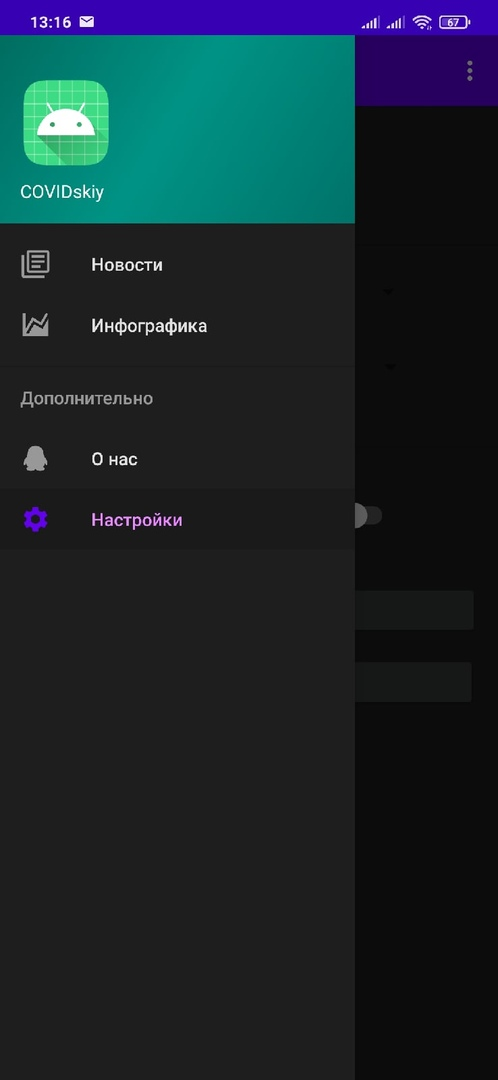 13:16
67
COVIDskiy
Новости
Инфографика
Дополнительно
О нас
Настройки